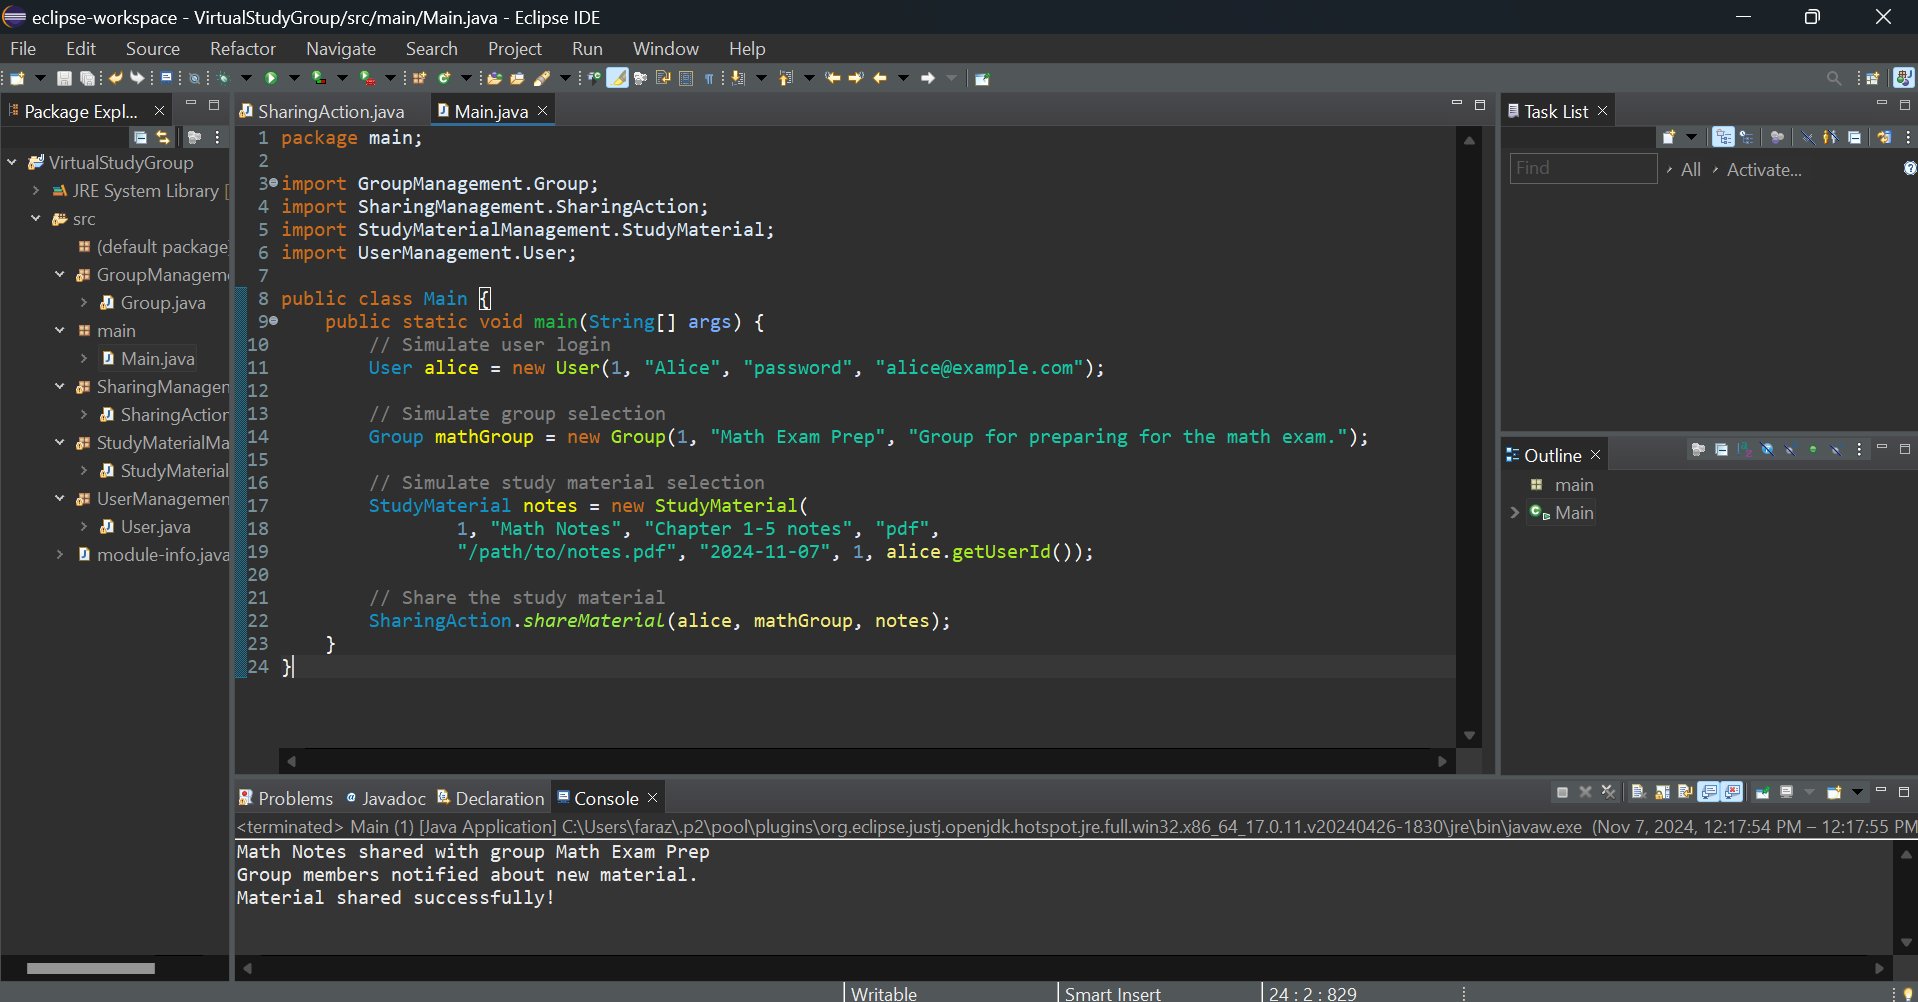 eclipse-workspace - VirtualStudyGroup/src/main/Main.java - Eclipse IDE
File Edit Source Refactor Navigate Search Project Run Window Help
Package Expl...
VirtualStudyGroup
JRE System Library [
src
(default package
GroupManagem
Group.java
main
Main.java
SharingManager
SharingAction
StudyMaterialMa
StudyMaterial
UserManagemen
User.java
module-info.java
SharingAction.java Main.java
1 package main;
2
3 import GroupManagement.Group;
4 import SharingManagement.SharingAction;
5 import StudyMaterialManagement.StudyMaterial;
6 import UserManagement.User;
7
8 public class Main {
9 public static void main(String[] args) {
10 // Simulate user login
11 User alice = new User(1, "Alice", "password", "alice@example.com");
12
13 // Simulate group selection
14 Group mathGroup = new Group(1, "Math Exam Prep", "Group for preparing for the math exam.");
15
16 // Simulate study material selection
17 StudyMaterial notes = new StudyMaterial(
18 1, "Math Notes", "Chapter 1-5 notes", "pdf",
19 "/path/to/notes.pdf", "2024-11-07", 1, alice.getUserId());
20
21 // Share the study material
22 SharingAction.shareMaterial(alice, mathGroup, notes);
23 }
24 }
Task List
Find All Activate...
Outline
main
Main
Problems Javadoc Declaration Console
<terminated> Main (1) [Java Application] C:\Users\faraz\.p2\pool\plugins\org.eclipse.justj.openjdk.hotspot.jre.full.win32.x86_64_17.0.11.v20240426-1830\jre\bin\javaw.exe (Nov 7, 2024, 12:17:54 PM – 12:17:55 PM
Math Notes shared with group Math Exam Prep
Group members notified about new material.
Material shared successfully!
Writable Smart Insert 24 : 2 : 829